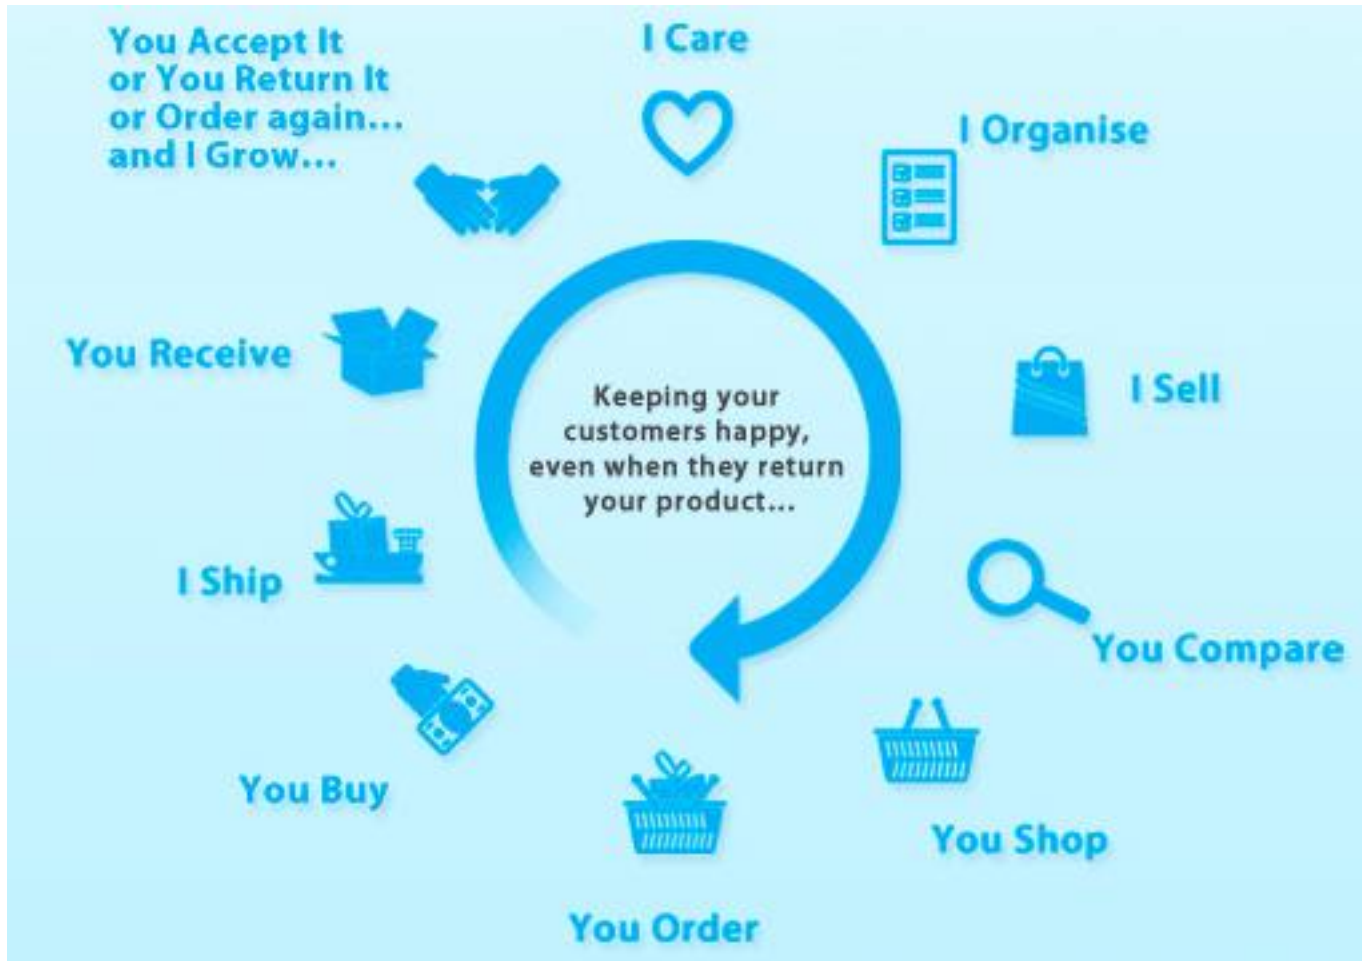 I Care
I Organise
I Sell
You Compare
You Shop
You Order
You Buy
I Ship
You Receive
You Accept It
or You Return It
or Order again...
and I Grow...
Keeping your
customers happy,
even when they return
your product...